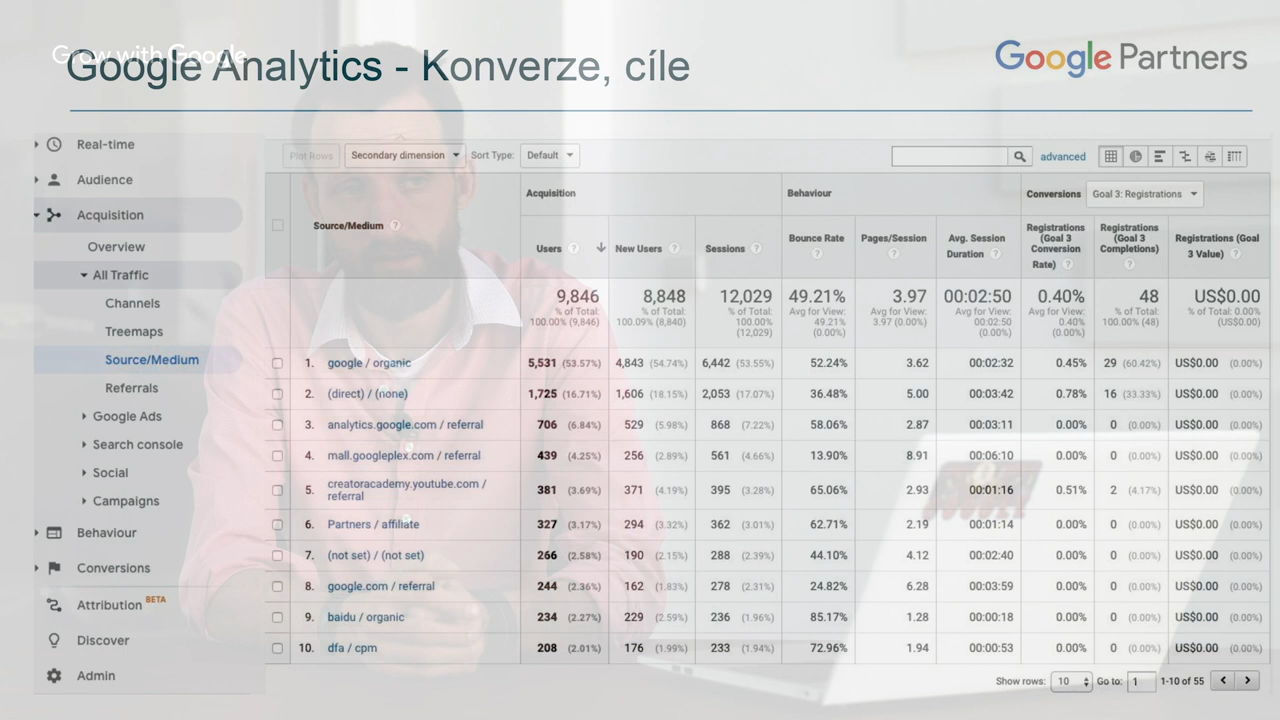 Grow with Google
Google Analytics - Konverze, cíle
Google Partners
Real-time
Audience
Acquisition
Overview
All Traffic
Channels
Treemaps
Source/Medium
Referrals
Google Ads
Search console
Social
Campaigns
Behaviour
Conversions
Attribution BETA
Discover
Admin
Plot Rows Secondary dimension Sort Type: Default advanced
Source/Medium Acquisition Behaviour Conversions Goal 3: Registrations
Users New Users Sessions Bounce Rate Pages/Session Avg. Session Duration Registrations (Goal 3 Conversion Rate) Registrations (Goal 3 Completions) Registrations (Goal 3 Value)
9,846 8,848 12,029 49.21% 3.97 00:02:50 0.40% 48 US$0.00
% of Total: 100.00% (9,846) % of Total: 100.09% (8,840) % of Total: 100.00% (12,029) Avg for View: 49.21% (0.00%) Avg for View: 3.97 (0.00%) Avg for View: 00:02:50 (0.00%) Avg for View: 0.40% (0.00%) % of Total: 100.00% (48) % of Total: 0.00% (US$0.00)
1. google / organic 5,531 (53.57%) 4,843 (54.74%) 6,442 (53.55%) 52.24% 3.62 00:02:32 0.45% 29 (60.42%) US$0.00 (0.00%)
2. (direct) / (none) 1,725 (16.71%) 1,606 (18.15%) 2,053 (17.07%) 36.48% 5.00 00:03:42 0.78% 16 (33.33%) US$0.00 (0.00%)
3. analytics.google.com / referral 706 (6.84%) 529 (5.98%) 868 (7.22%) 58.06% 2.87 00:03:11 0.00% 0 (0.00%) US$0.00 (0.00%)
4. mall.googleplex.com / referral 439 (4.25%) 256 (2.89%) 561 (4.66%) 13.90% 8.91 00:06:10 0.00% 0 (0.00%) US$0.00 (0.00%)
5. creatoracademy.youtube.com / referral 381 (3.69%) 371 (4.19%) 395 (3.28%) 65.06% 2.93 00:01:16 0.51% 2 (4.17%) US$0.00 (0.00%)
6. Partners / affiliate 327 (3.17%) 294 (3.32%) 362 (3.01%) 62.71% 2.19 00:01:14 0.00% 0 (0.00%) US$0.00 (0.00%)
7. (not set) / (not set) 266 (2.58%) 190 (2.15%) 288 (2.39%) 44.10% 4.12 00:02:40 0.00% 0 (0.00%) US$0.00 (0.00%)
8. google.com / referral 244 (2.36%) 162 (1.83%) 278 (2.31%) 24.82% 6.28 00:03:59 0.00% 0 (0.00%) US$0.00 (0.00%)
9. baidu / organic 234 (2.27%) 229 (2.59%) 236 (1.96%) 85.17% 1.28 00:00:18 0.00% 0 (0.00%) US$0.00 (0.00%)
10. dfa / cpm 208 (2.01%) 176 (1.99%) 233 (1.94%) 72.96% 1.94 00:00:53 0.00% 0 (0.00%) US$0.00 (0.00%)
Show rows: 10 Go to: 1 1-10 of 55